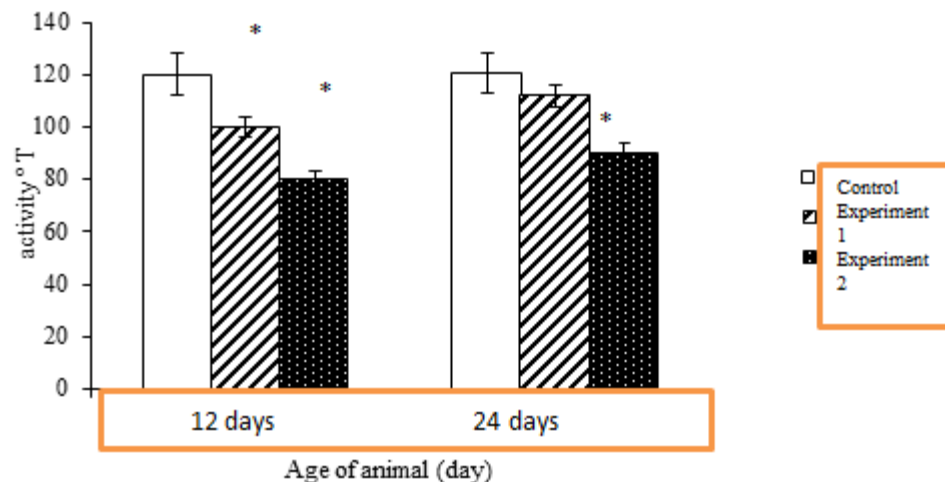 140
120
100
80
60
40
20
0
activity °T
*
*
*
12 days
24 days
Age of animal (day)
Control
Experiment
1
Experiment
2